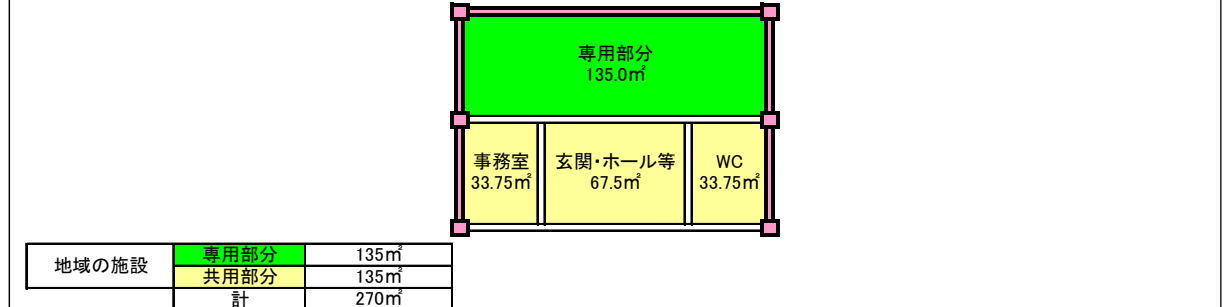 専用部分
135.0㎡
事務室
33.75㎡
玄関・ホール等
67.5㎡
WC
33.75㎡
地域の施設
専用部分 135㎡
共用部分 135㎡
計 270㎡